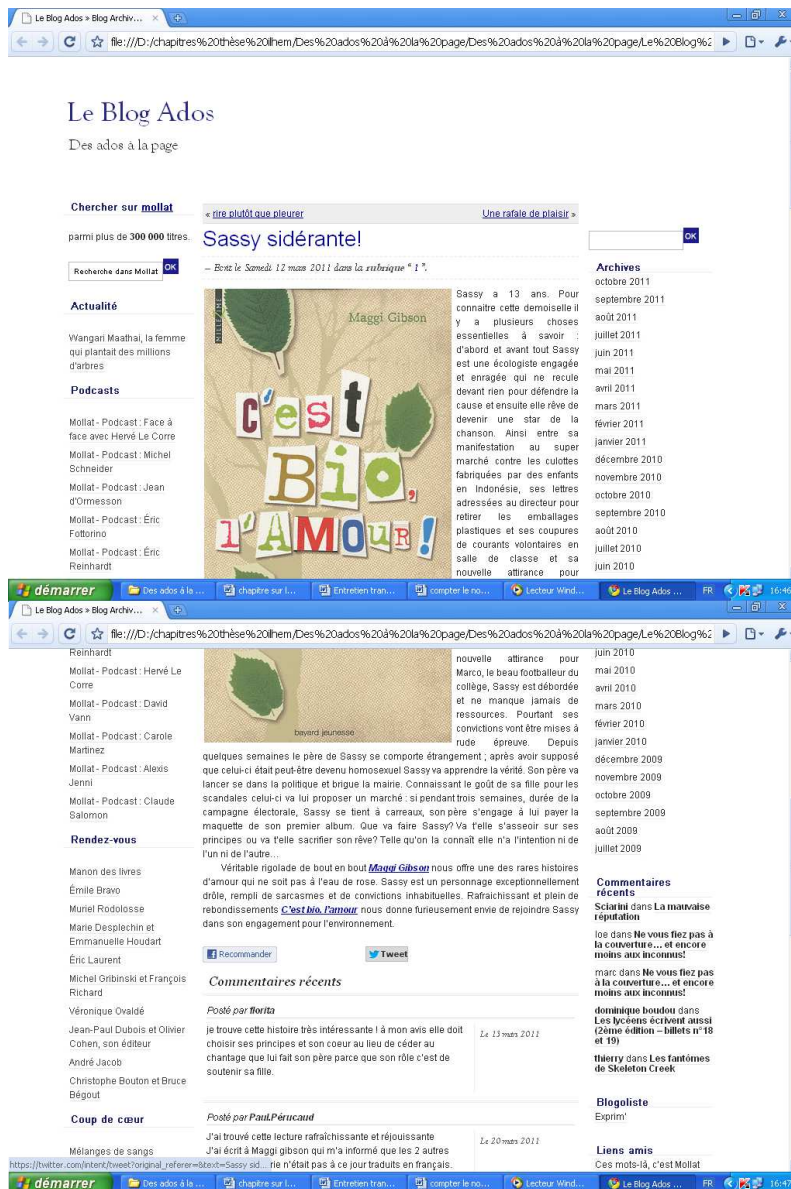 Le Blog Ados » Blog Archiv...
file:///D:/chapitres%20thèse%20ilhem/Des%20ados%20à%20la%20page/Des%20ados%20à%20la%20page/Le%20Blog%2
Le Blog Ados
Des ados à la page
Chercher sur mollat
parmi plus de 300 000 titres.
Recherche dans Mollat OK
Actualité
Wangari Maathai, la femme
qui plantait des millions
d'arbres
Podcasts
Mollat - Podcast : Face à
face avec Hervé Le Corre
Mollat - Podcast : Michel
Schneider
Mollat - Podcast : Jean
d'Ormesson
Mollat - Podcast : Éric
Fottorino
Mollat - Podcast : Éric
Reinhardt
« rire plutôt que pleurer
Une rafale de plaisir »
Sassy sidérante!
– Ecrit le Samedi 12 mars 2011 dans la rubrique “ 1 ”.
MILLEZIME
Maggi Gibson
c'est
Bio,
l'AMOUR!
Sassy a 13 ans. Pour
connaitre cette demoiselle il
y a plusieurs choses
essentielles à savoir :
d'abord et avant tout Sassy
est une écologiste engagée
et enragée qui ne recule
devant rien pour défendre la
cause et ensuite elle rêve de
devenir une star de la
chanson. Ainsi entre sa
manifestation au super
marché contre les culottes
fabriquées par des enfants
en Indonésie, ses lettres
adressées au directeur pour
retirer les emballages
plastiques et ses coupures
de courants volontaires en
salle de classe et sa
nouvelle attirance pour
OK
Archives
octobre 2011
septembre 2011
août 2011
juillet 2011
juin 2011
mai 2011
avril 2011
mars 2011
février 2011
janvier 2011
décembre 2010
novembre 2010
octobre 2010
septembre 2010
août 2010
juillet 2010
juin 2010
démarrer
Des ados à la ...
chapitre sur l...
Entretien tran...
compter le no...
Lecteur Wind...
Le Blog Ados ...
FR
16:46
Le Blog Ados » Blog Archiv...
file:///D:/chapitres%20thèse%20ilhem/Des%20ados%20à%20la%20page/Des%20ados%20à%20la%20page/Le%20Blog%2
Reinhardt
Mollat - Podcast : Hervé Le
Corre
Mollat - Podcast : David
Vann
Mollat - Podcast : Carole
Martinez
Mollat - Podcast : Alexis
Jenni
Mollat - Podcast : Claude
Salomon
Rendez-vous
Manon des livres
Émile Bravo
Muriel Rodolosse
Marie Desplechin et
Emmanuelle Houdart
Éric Laurent
Michel Gribinski et François
Richard
Véronique Ovaldé
Jean-Paul Dubois et Olivier
Cohen, son éditeur
André Jacob
Christophe Bouton et Bruce
Bégout
Coup de cœur
Mélanges de sangs
bayard jeunesse
nouvelle attirance pour
Marco, le beau footballeur du
collège, Sassy est débordée
et ne manque jamais de
ressources. Pourtant ses
convictions vont être mises à
rude épreuve. Depuis
quelques semaines le père de Sassy se comporte étrangement ; après avoir supposé
que celui-ci était peut-être devenu homosexuel Sassy va apprendre la vérité. Son père va
lancer se dans la politique et brigue la mairie. Connaissant le goût de sa fille pour les
scandales celui-ci va lui proposer un marché : si pendant trois semaines, durée de la
campagne électorale, Sassy se tient à carreaux, son père s'engage à lui payer la
maquette de son premier album. Que va faire Sassy? Va t'elle s'asseoir sur ses
principes ou va t'elle sacrifier son rêve? Telle qu'on la connaît elle n'a l'intention ni de
l'un ni de l'autre…
Véritable rigolade de bout en bout Maggi Gibson nous offre une des rares histoires
d'amour qui ne soit pas à l'eau de rose. Sassy est un personnage exceptionnellement
drôle, rempli de sarcasmes et de convictions inhabituelles. Rafraichissant et plein de
rebondissements C'est bio, l'amour nous donne furieusement envie de rejoindre Sassy
dans son engagement pour l'environnement.
Recommander
Tweet
Commentaires récents
Posté par fiorita
je trouve cette histoire très intéressante ! à mon avis elle doit
choisir ses principes et son coeur au lieu de céder au
chantage que lui fait son père parce que son rôle c'est de
soutenir sa fille.
Le 13 mars 2011
Posté par Paul.Pérucaud
J'ai trouvé cette lecture rafraîchissante et réjouissante
J'ai écrit à Maggi gibson qui m'a informé que les 2 autres
rie n'était pas à ce jour traduits en français.
Le 20 mars 2011
juin 2010
mai 2010
avril 2010
mars 2010
février 2010
janvier 2010
décembre 2009
novembre 2009
octobre 2009
septembre 2009
août 2009
juillet 2009
Commentaires
récents
Sciarini dans La mauvaise
réputation
loe dans Ne vous fiez pas à
la couverture… et encore
moins aux inconnus!
marc dans Ne vous fiez pas
à la couverture… et encore
moins aux inconnus!
dominique boudou dans
Les lycéens écrivent aussi
(2ème édition – billets n°18
et 19)
thierry dans Les fantômes
de Skeleton Creek
Blogoliste
Exprim'
Liens amis
Ces mots-là, c'est Mollat
https://twitter.com/intent/tweet?original_referer=&text=Sassy sid...
démarrer
Des ados à la ...
chapitre sur l...
Entretien tran...
compter le no...
Lecteur Wind...
Le Blog Ados ...
FR
16:47